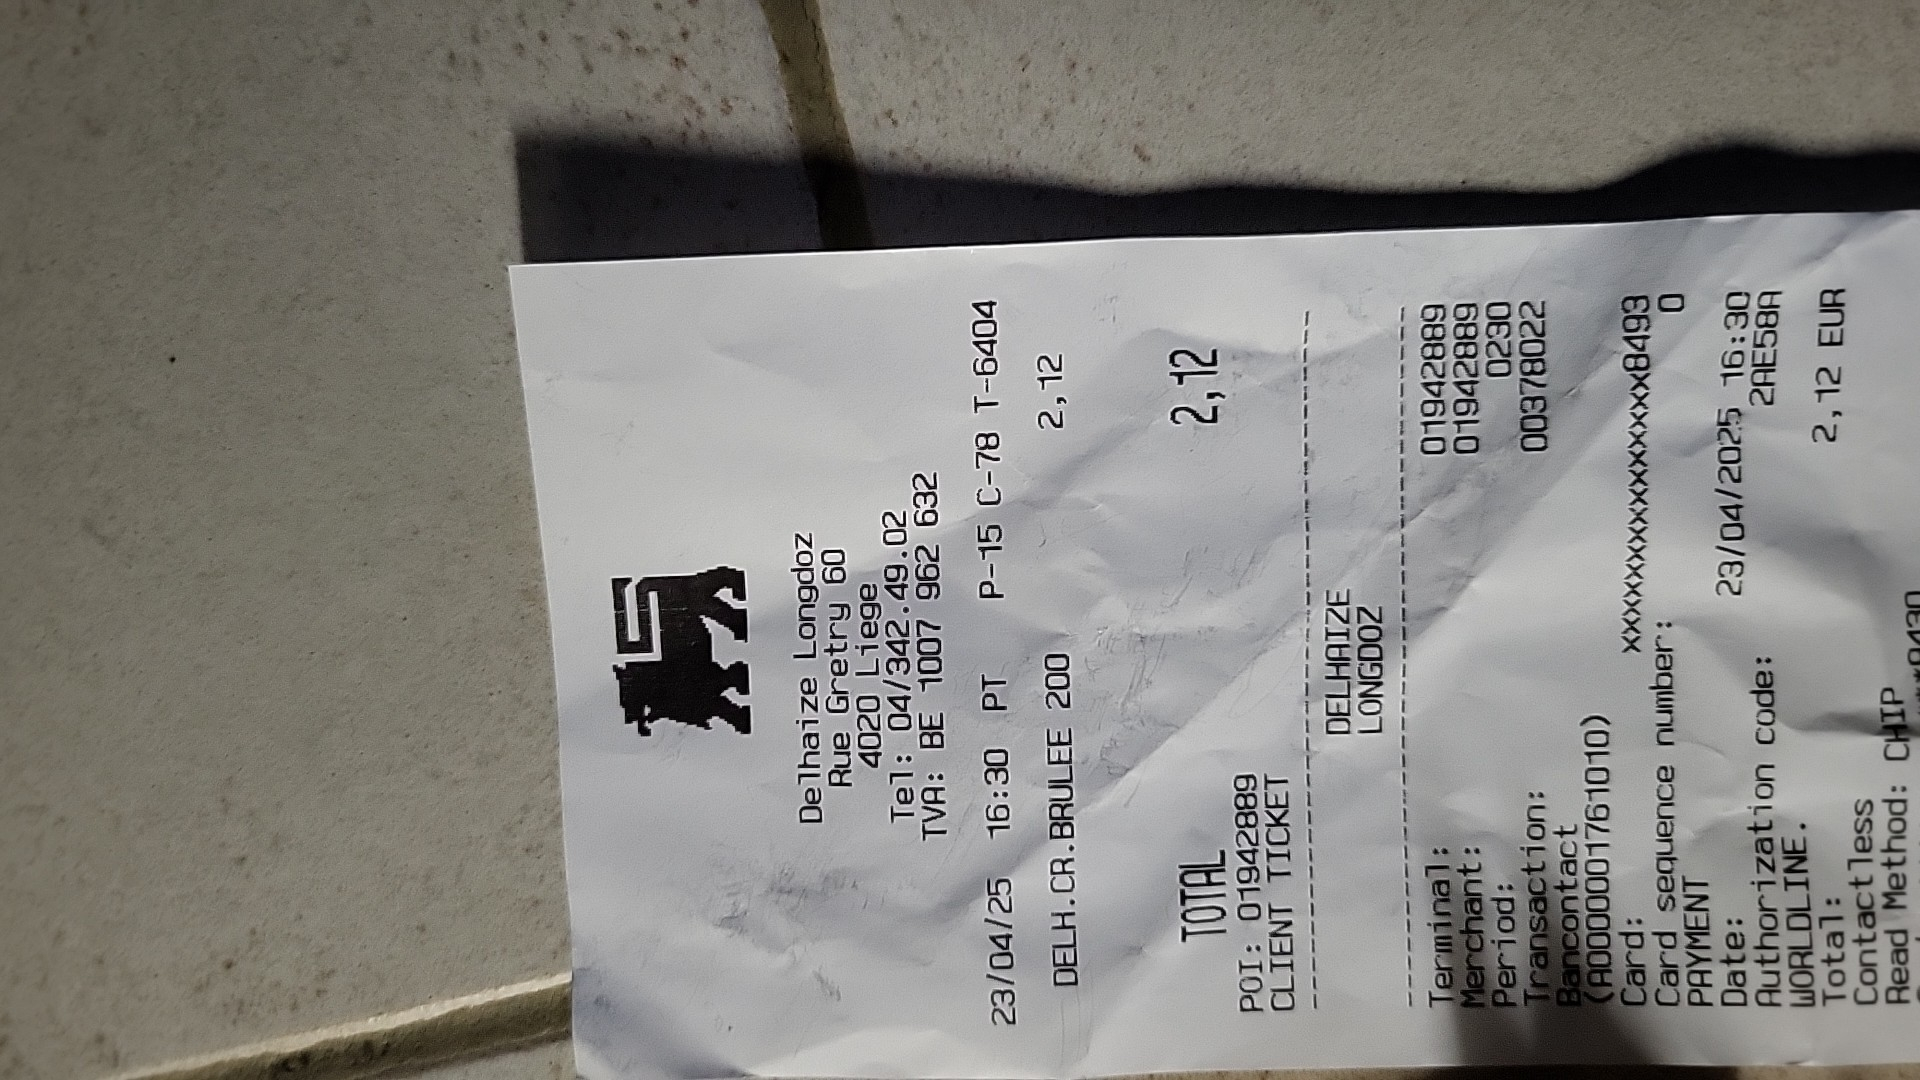 Delhaize Longdoz
Rue Gretry 60
4020 Liege
Tel: 04/342.49.02
TVA: BE 1007 962 632
23/04/25 16:30 PT P-15 C-78 T-6404
DELH.CR.BRULEE 200 2,12
TOTAL 2,12
POI: 01942889
CLIENT TICKET
DELHAIZE
LONGDOZ
Terminal: 01942889
Merchant: 01942889
Period: 0230
Transaction: 00378022
Bancontact
(A0000001761010)
Card: xxxxxxxxxxxxxxx8493
Card sequence number: 0
PAYMENT
Date: 23/04/2025 16:30
Authorization code: 2AE58A
WORLDLINE.
Total: 2,12 EUR
Contactless
Read Method: CHIP